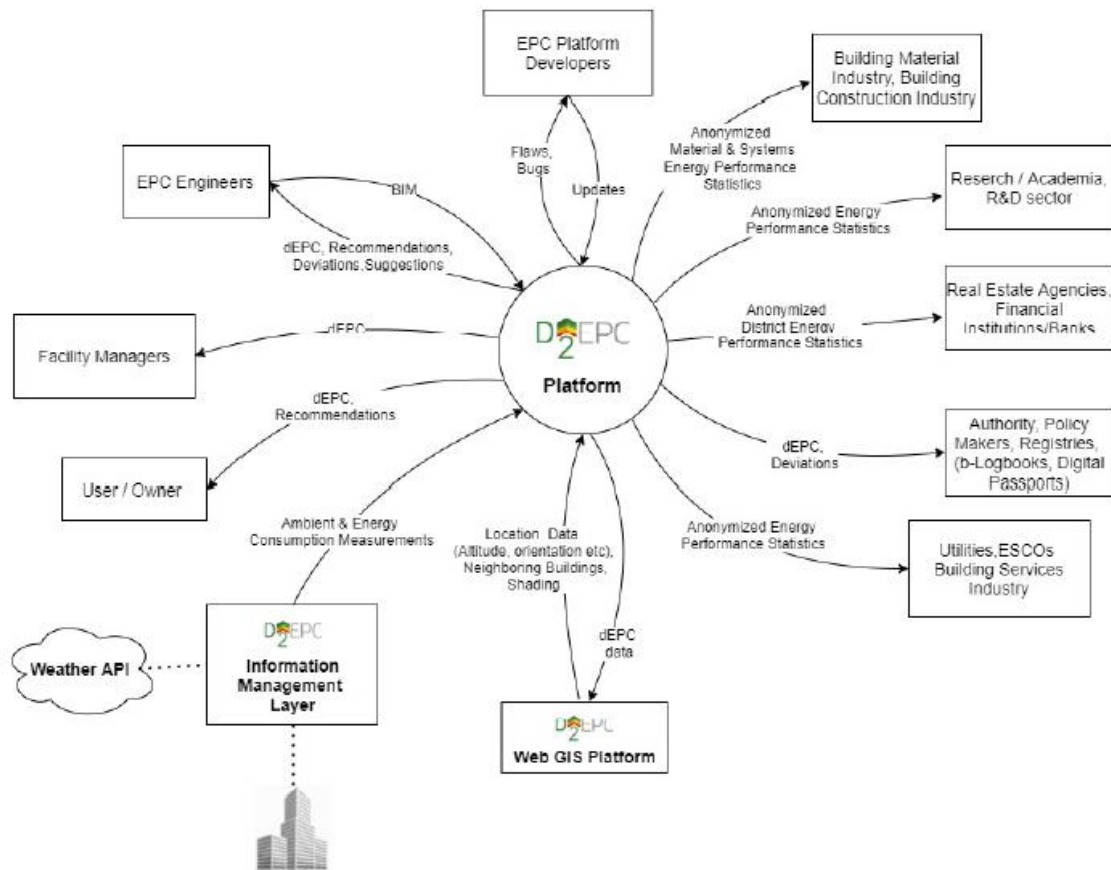 EPC Platform
Developers
Building Material
Industry, Building
Construction Industry
Anonymized
Material & Systems
Energy Performance
Statistics
Flaws,
Bugs
Updates
EPC Engineers
BIM
Reserch / Academia,
R&D sector
Anonymized Energy
Performance Statistics
dEPC, Recommendations,
Deviations,Suggestions
Real Estate Agencies,
Financial
Institutions/Banks
Anonymized
District Energy
Performance Statistics
D2EPC
Platform
dEPC
Facility Managers
dEPC,
Recommendations
Authority, Policy
Makers, Registries,
(b-Logbooks, Digital
Passports)
dEPC,
Deviations
User / Owner
Ambient & Energy
Consumption Measurements
Location Data
(Altitude, orientation etc),
Neighboring Buildings,
Shading
Anonymized Energy
Performance Statistics
Utilities,ESCOs
Building Services
Industry
dEPC
data
D2EPC
Information
Management
Layer
Weather API
D2EPC
Web GIS Platform